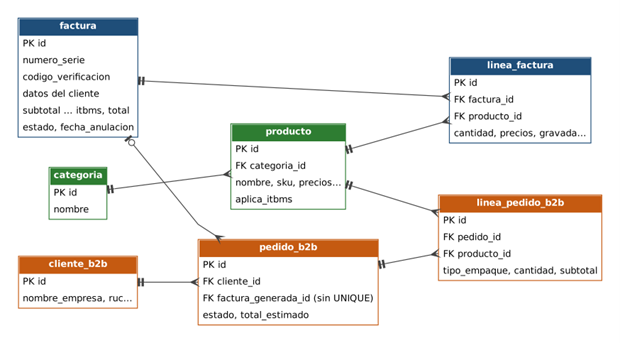 factura
PK id
numero_serie
codigo_verificacion
datos del cliente
subtotal ... itbms, total
estado, fecha_anulacion
linea_factura
PK id
FK factura_id
FK producto_id
cantidad, precios, gravada...
producto
PK id
FK categoria_id
nombre, sku, precios...
aplica_itbms
categoria
PK id
nombre
linea_pedido_b2b
PK id
FK pedido_id
FK producto_id
tipo_empaque, cantidad, subtotal
pedido_b2b
PK id
FK cliente_id
FK factura_generada_id (sin UNIQUE)
estado, total_estimado
cliente_b2b
PK id
nombre_empresa, ruc...